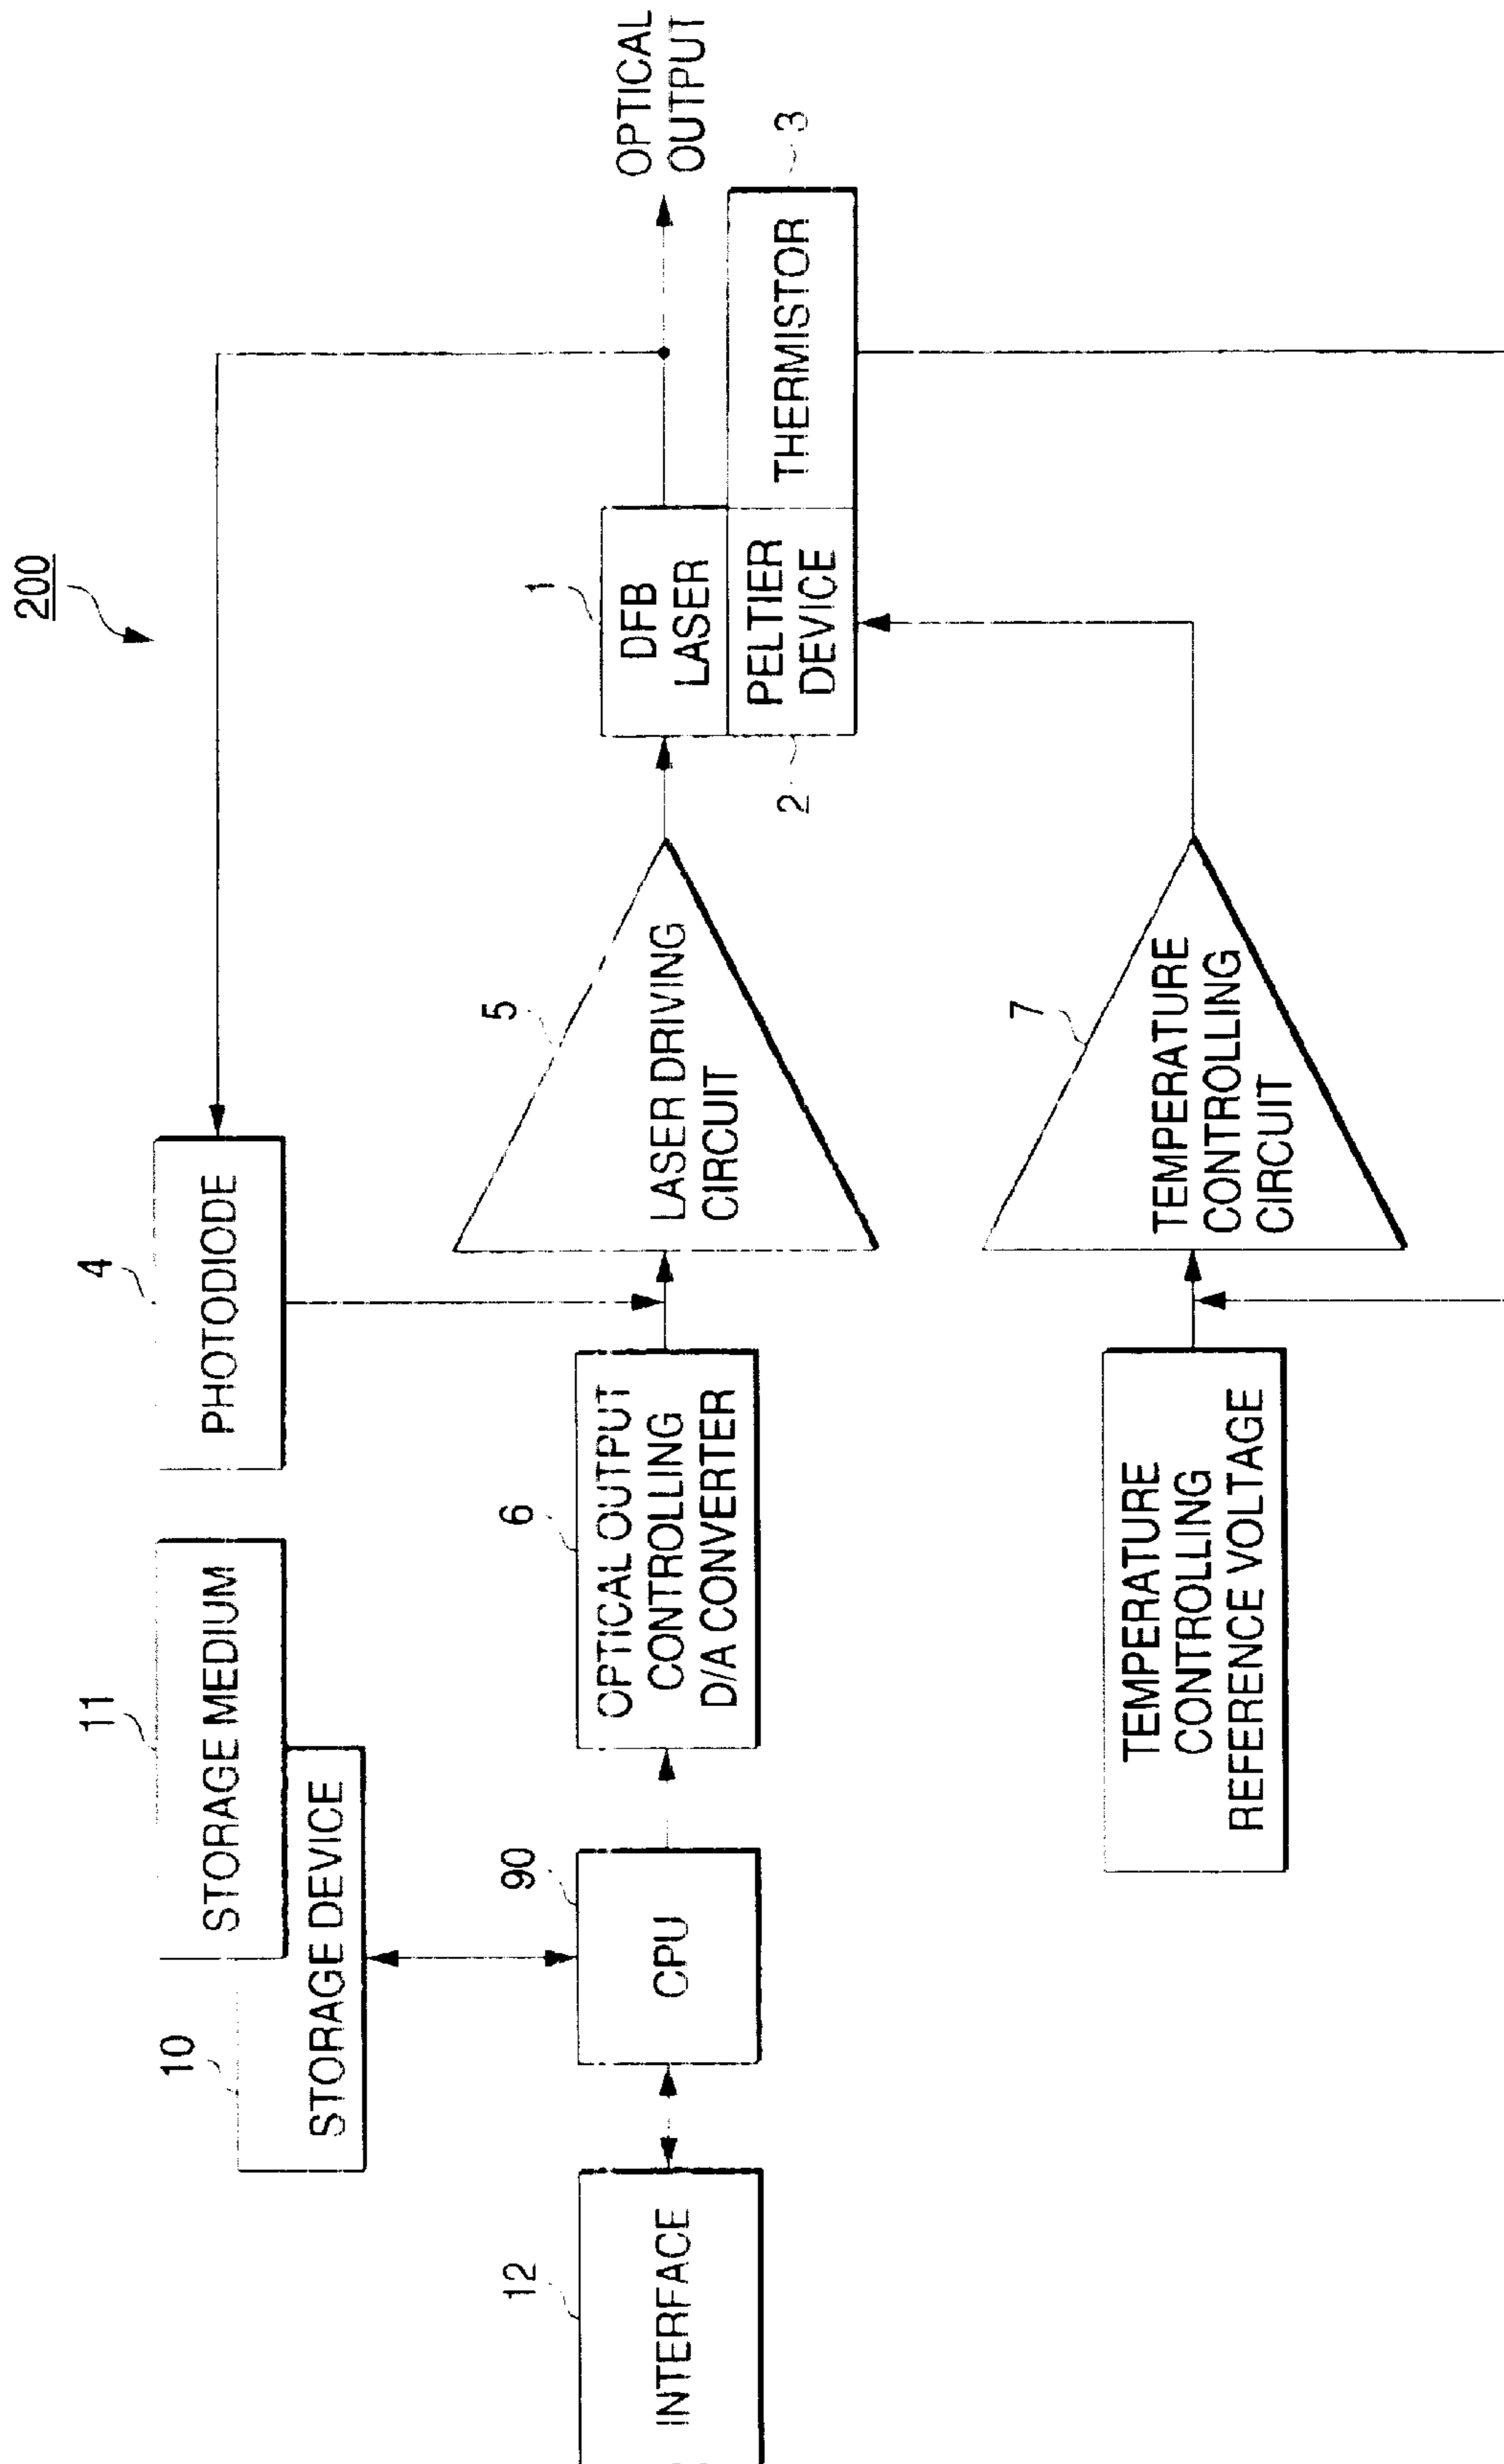 200
11
STORAGE MEDIUM
10
STORAGE DEVICE
4
PHOTODIODE
12
INTERFACE
90
CPU
6
OPTICAL OUTPUT
CONTROLLING
D/A CONVERTER
5
LASER DRIVING
CIRCUIT
1
DFB
LASER
OPTICAL
OUTPUT
2
PELTIER
DEVICE
THERMISTOR
3
TEMPERATURE
CONTROLLING
REFERENCE VOLTAGE
7
TEMPERATURE
CONTROLLING
CIRCUIT